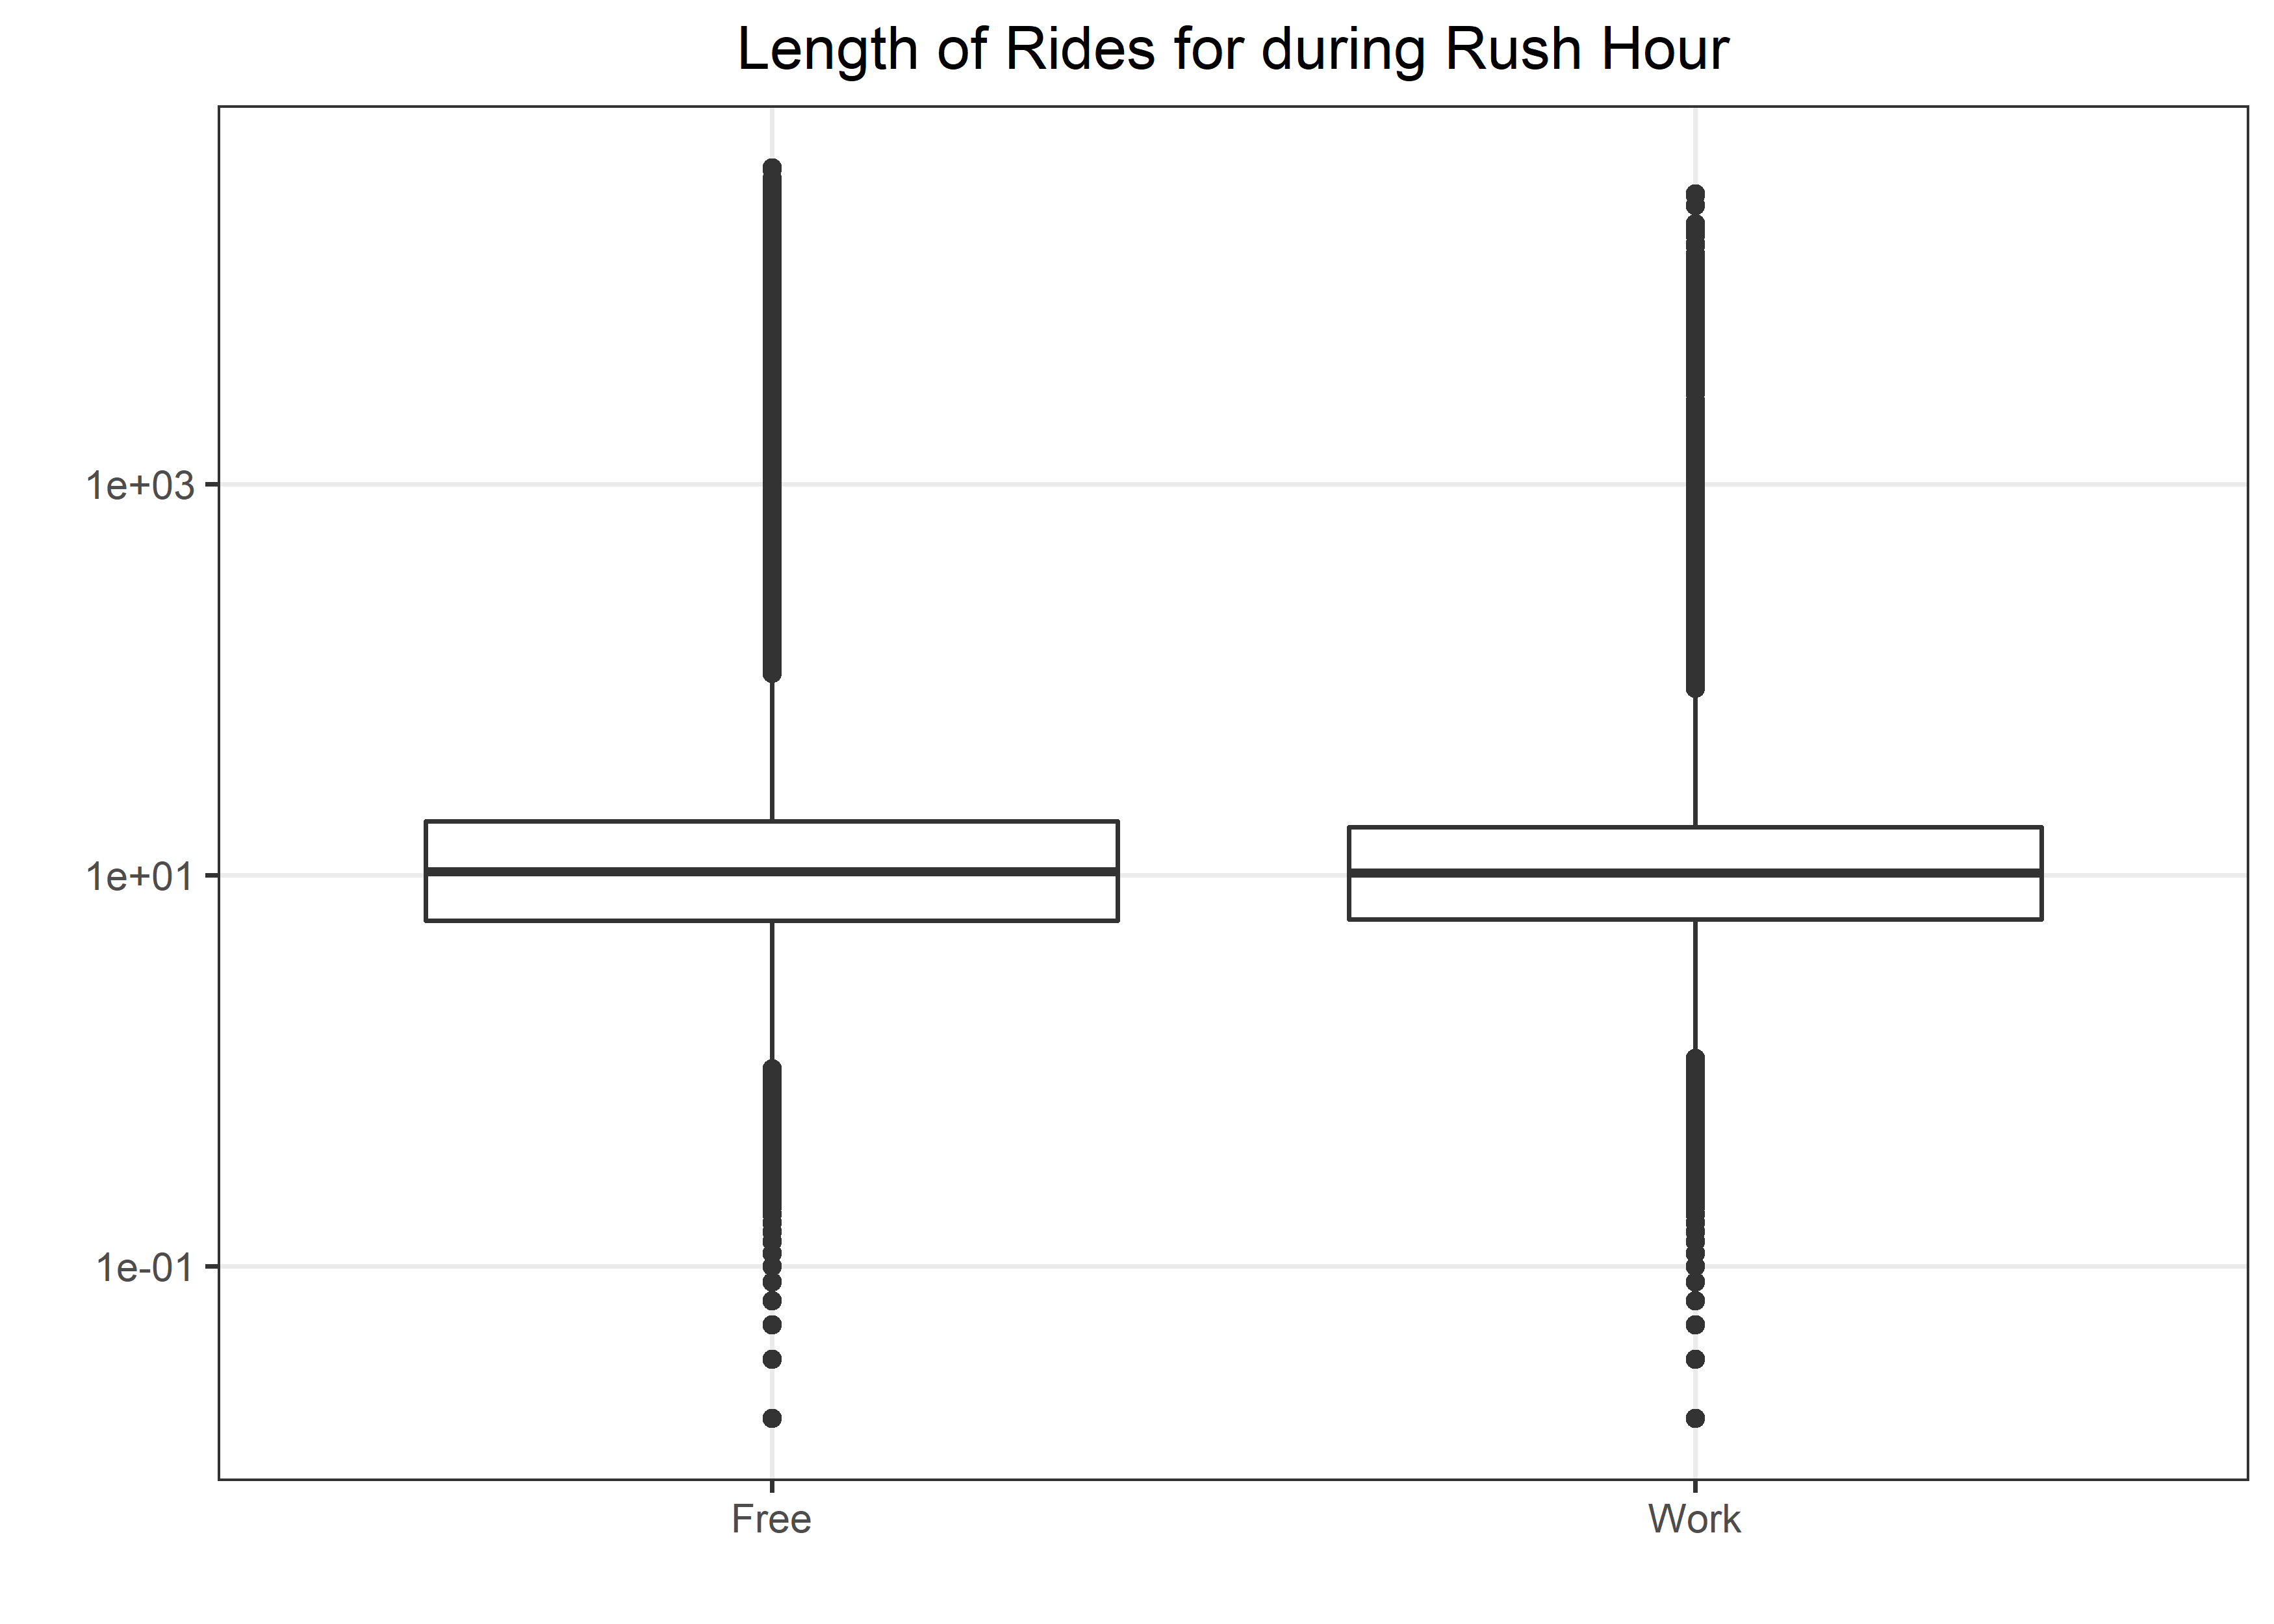 Length of Rides for during Rush Hour
1e+03
1e+01
1e-01
Free
Work